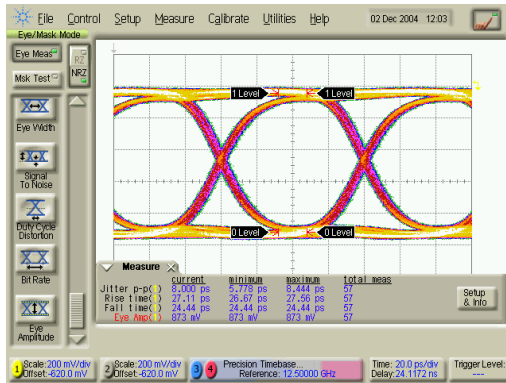 File Control Setup Measure Calibrate Utilities Help 02 Dec 2004 12:03
Eye/Mask Mode
Eye Meas
RZ
NRZ
Msk Test
Eye Width
Signal
To Noise
Duty Cycle
Distortion
Bit Rate
Eye
Amplitude
1 Level 1 Level
0 Level 0 Level
Measure
current minimum maximum total meas
Jitter p-p( ) 8.000 ps 5.778 ps 8.444 ps 57
Rise time( ) 27.11 ps 26.67 ps 27.56 ps 57
Fall time( ) 24.44 ps 24.44 ps 24.44 ps 57
Eye Amp( ) 873 mV 873 mV 873 mV 57
Setup
& Info
1 Scale:200 mV/div
Offset:-620.0 mV
2 Scale:200 mV/div
Offset:-620.0 mV
3 4 Precision Timebase...
Reference: 12.50000 GHz
Time: 20.0 ps/div
Delay:24.1172 ns
Trigger Level:
---